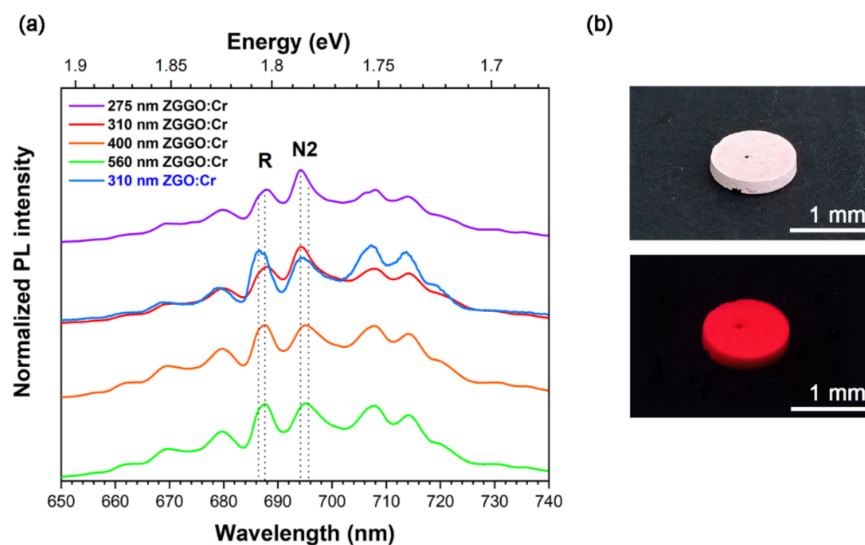 (a)
Energy (eV)
1.9 1.85 1.8 1.75 1.7
275 nm ZGGO:Cr
310 nm ZGGO:Cr
400 nm ZGGO:Cr
560 nm ZGGO:Cr
310 nm ZGO:Cr
R N2
Normalized PL intensity
650 660 670 680 690 700 710 720 730 740
Wavelength (nm)
(b)
1 mm
1 mm